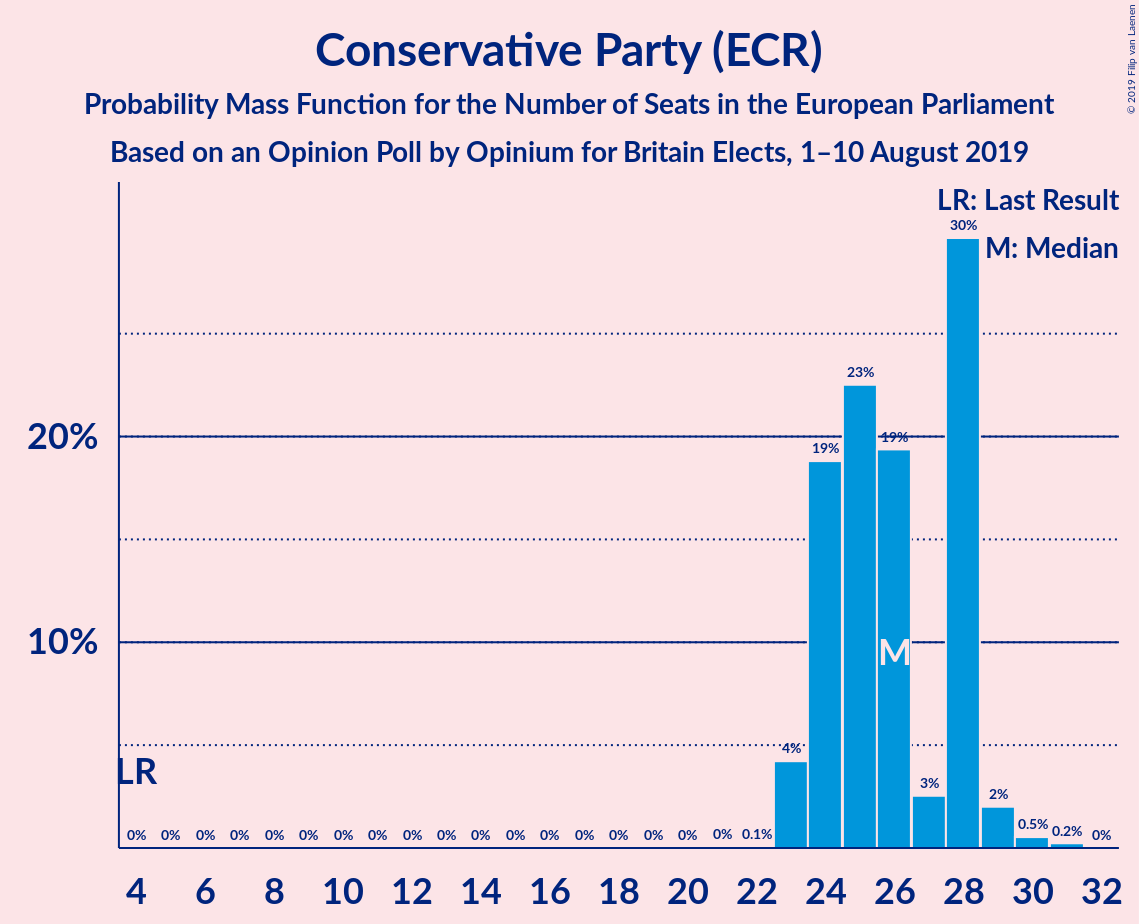 Conservative Party (ECR)
Probability Mass Function for the Number of Seats in the European Parliament
Based on an Opinion Poll by Opinium for Britain Elects, 1–10 August 2019
© 2019 Filip van Laenen
LR: Last Result
M: Median
30%
23%
20%
19%
19%
10%
M
4%
LR
3%
2%
0% 0% 0% 0% 0% 0% 0% 0% 0% 0% 0% 0% 0% 0% 0% 0% 0% 0% 0.1% 0.5% 0.2% 0%
4 6 8 10 12 14 16 18 20 22 24 26 28 30 32